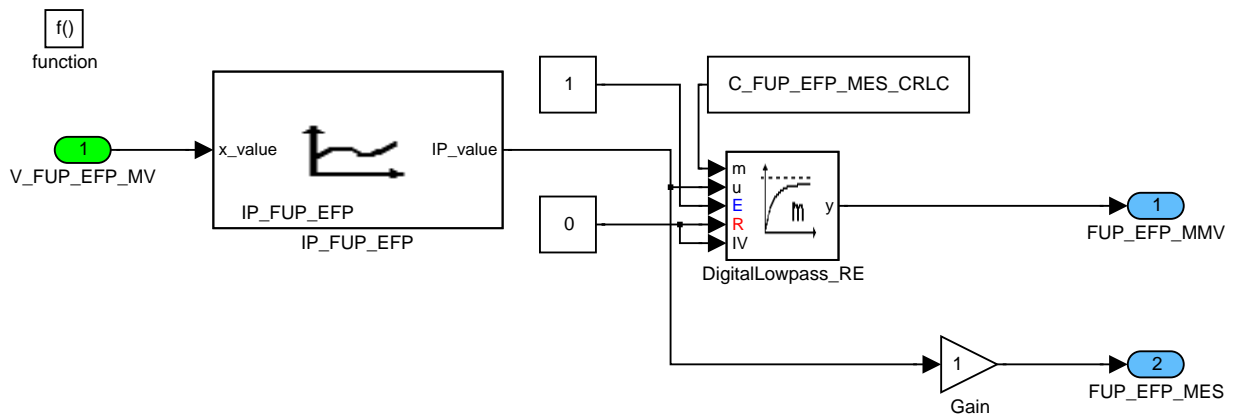 f()
function
1
V_FUP_EFP_MV
x_value
IP_value
IP_FUP_EFP
IP_FUP_EFP
1
C_FUP_EFP_MES_CRLC
0
m
u
E
R
IV
m
y
DigitalLowpass_RE
1
FUP_EFP_MMV
1
Gain
2
FUP_EFP_MES